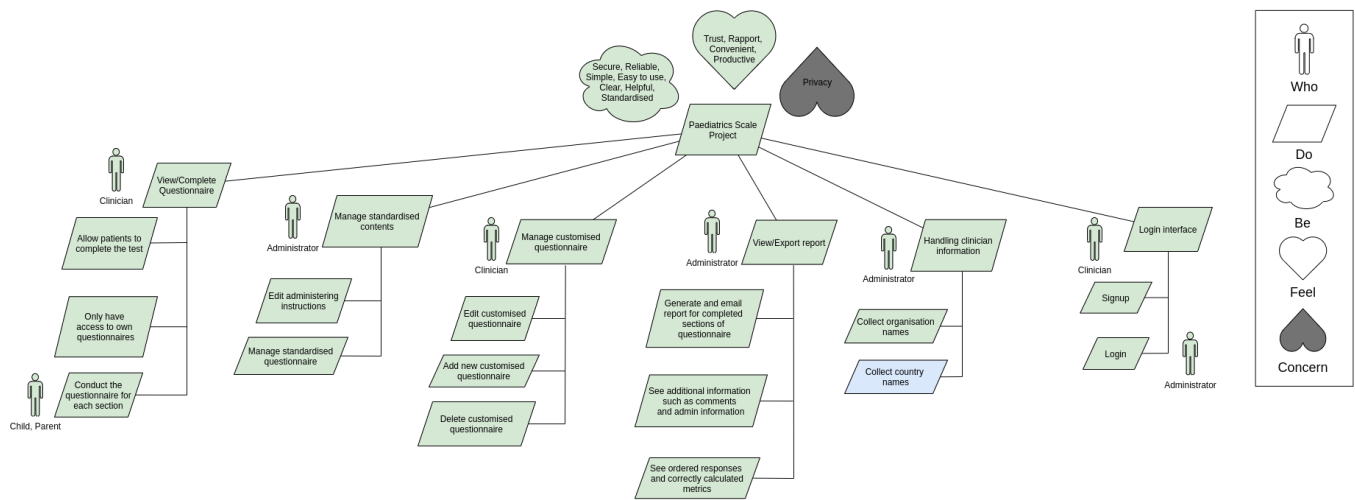 Trust, Rapport,
Convenient,
Productive
Secure, Reliable,
Simple, Easy to use,
Clear, Helpful,
Standardised
Privacy
Paediatrics Scale
Project
Clinician
View/Complete
Questionnaire
Allow patients to
complete the test
Only have
access to own
questionnaires
Child, Parent
Conduct the
questionnaire for
each section
Administrator
Manage standardised
contents
Edit administering
instructions
Manage standardised
questionnaire
Clinician
Manage customised
questionnaire
Edit customised
questionnaire
Add new customised
questionnaire
Delete customised
questionnaire
Administrator
View/Export report
Generate and email
report for completed
sections of
questionnaire
See additional information
such as comments
and admin information
See ordered responses
and correctly calculated
metrics
Administrator
Handling clinician
information
Collect organisation
names
Collect country
names
Clinician
Login interface
Signup
Login
Administrator
Who
Do
Be
Feel
Concern